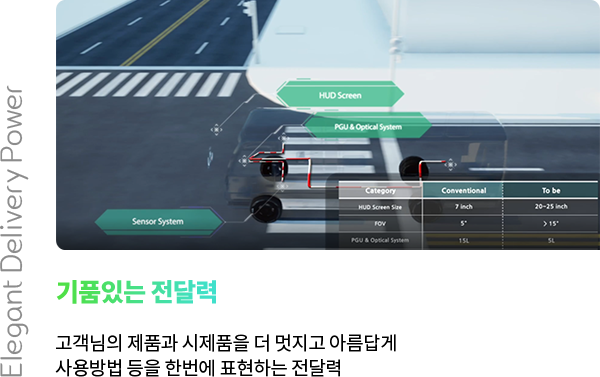 Elegant Delivery Power
HUD Screen
PGU & Optical System
Sensor System
Category Conventional To be
HUD Screen Size 7 inch 20~25 inch
FOV 5° > 15°
PGU & Optical System 15L 5L
기품있는 전달력
고객님의 제품과 시제품을 더 멋지고 아름답게
사용방법 등을 한번에 표현하는 전달력